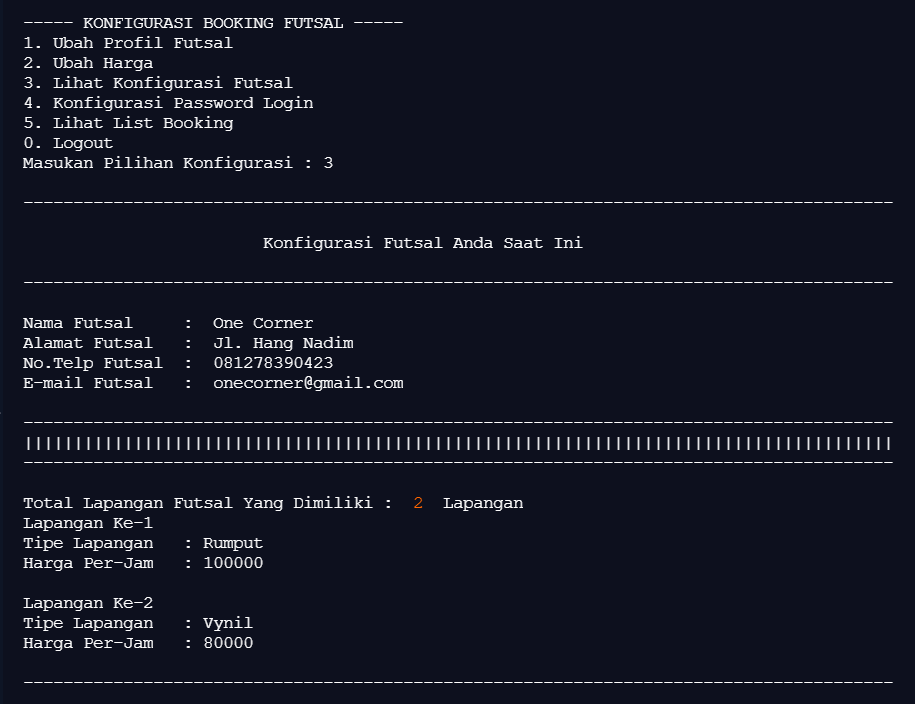 ----- KONFIGURASI BOOKING FUTSAL -----
1. Ubah Profil Futsal
2. Ubah Harga
3. Lihat Konfigurasi Futsal
4. Konfigurasi Password Login
5. Lihat List Booking
0. Logout
Masukan Pilihan Konfigurasi : 3
---------------------------------------------------------------------------------------
Konfigurasi Futsal Anda Saat Ini
---------------------------------------------------------------------------------------
Nama Futsal     :  One Corner
Alamat Futsal   :  Jl. Hang Nadim
No.Telp Futsal  :  081278390423
E-mail Futsal   :  onecorner@gmail.com
---------------------------------------------------------------------------------------
|||||||||||||||||||||||||||||||||||||||||||||||||||||||||||||||||||||||||||||||||||||||
---------------------------------------------------------------------------------------
Total Lapangan Futsal Yang Dimiliki :  2  Lapangan
Lapangan Ke-1
Tipe Lapangan   : Rumput
Harga Per-Jam   : 100000
Lapangan Ke-2
Tipe Lapangan   : Vynil
Harga Per-Jam   : 80000
---------------------------------------------------------------------------------------